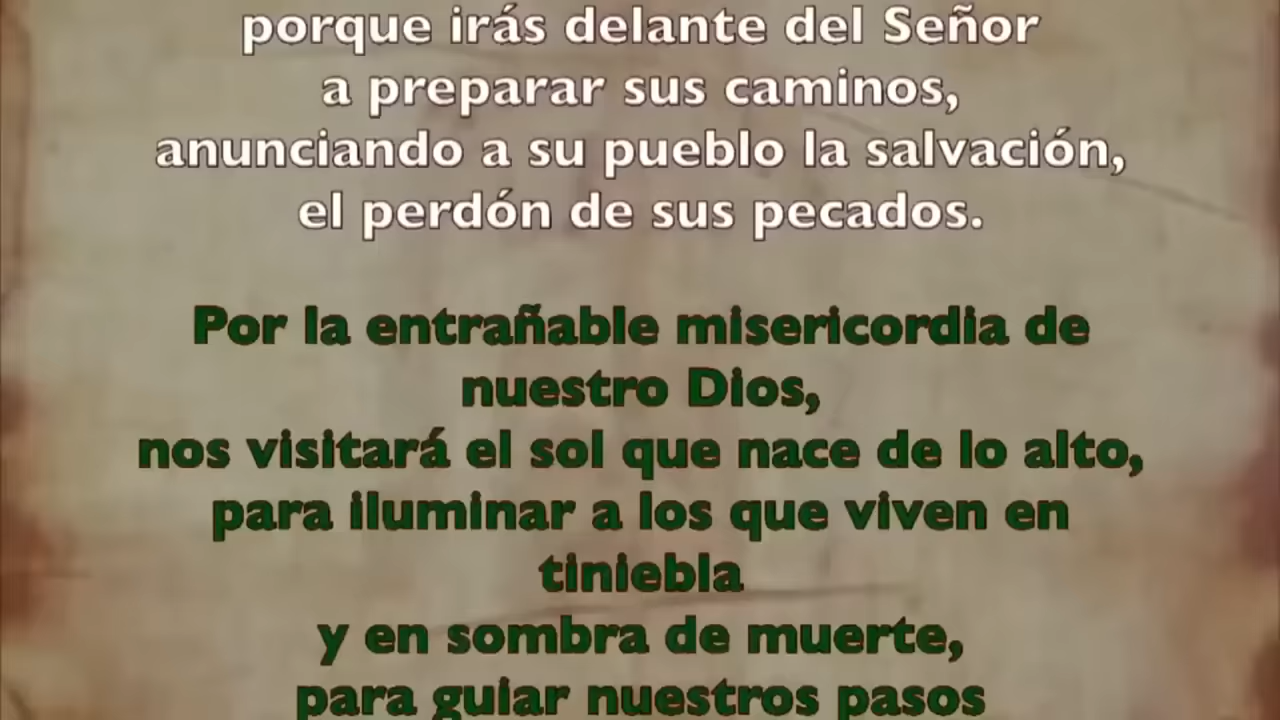 porque irás delante del Señor
a preparar sus caminos,
anunciando a su pueblo la salvación,
el perdón de sus pecados.
Por la entrañable misericordia de
nuestro Dios,
nos visitará el sol que nace de lo alto,
para iluminar a los que viven en
tiniebla
y en sombra de muerte,
para guiar nuestros pasos